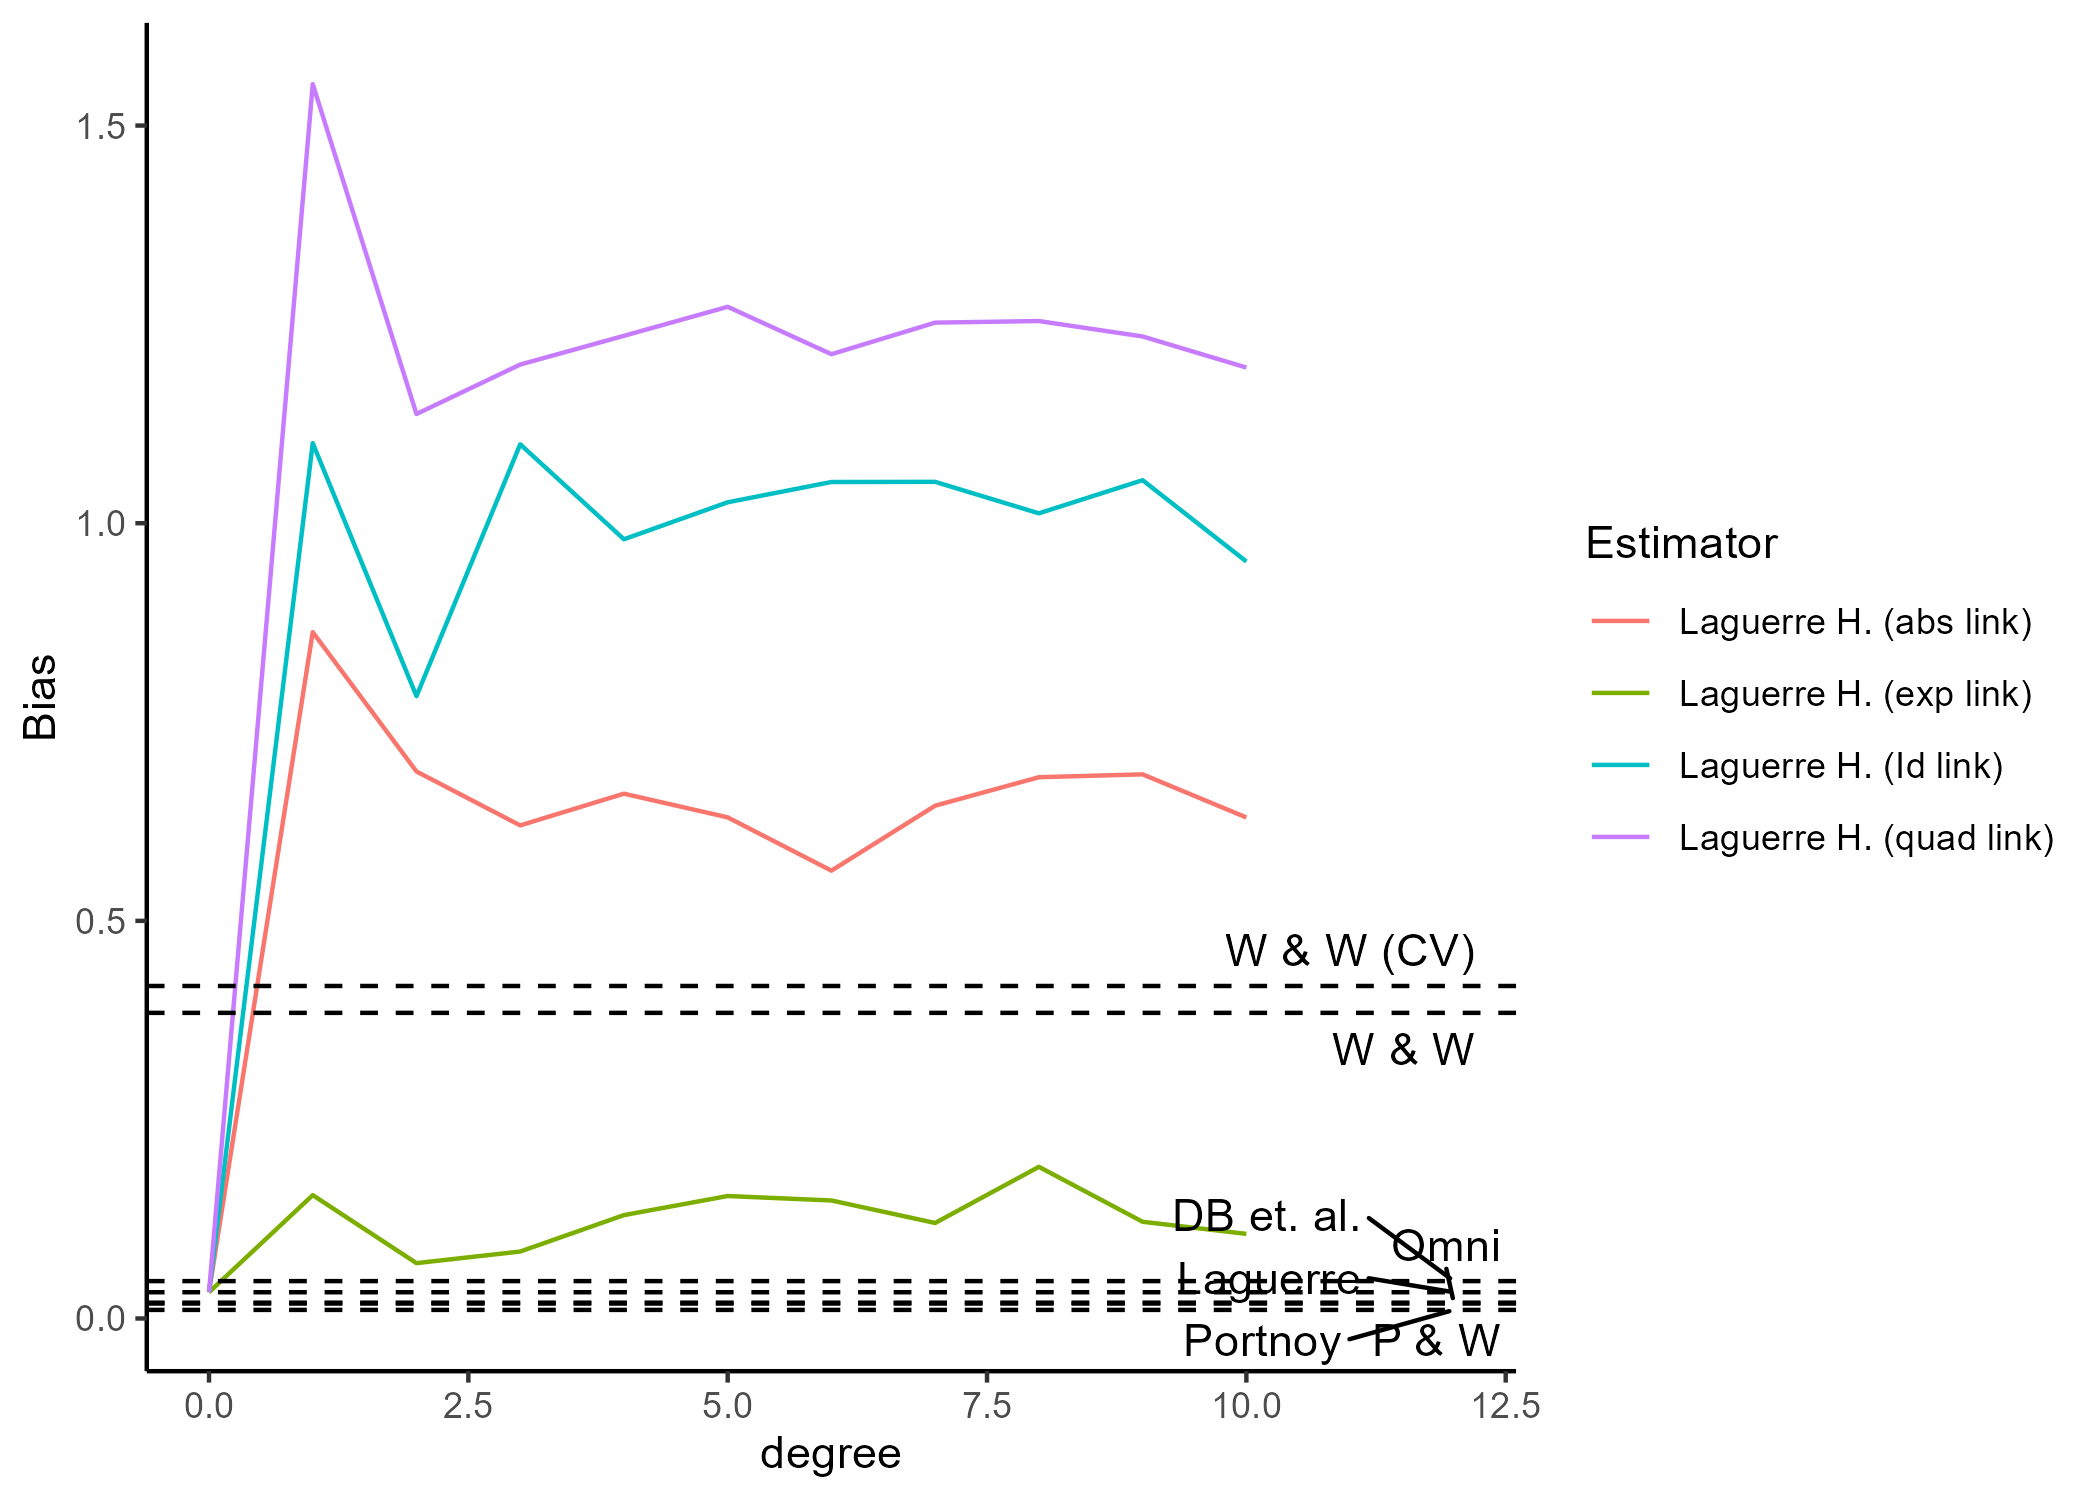 1.5
1.0
0.5
0.0
Bias
W & W (CV)
W & W
DB et. al.
Omni
Laguerre
Portnoy
P & W
0.0
2.5
5.0
7.5
10.0
12.5
degree
Estimator
Laguerre H. (abs link)
Laguerre H. (exp link)
Laguerre H. (Id link)
Laguerre H. (quad link)